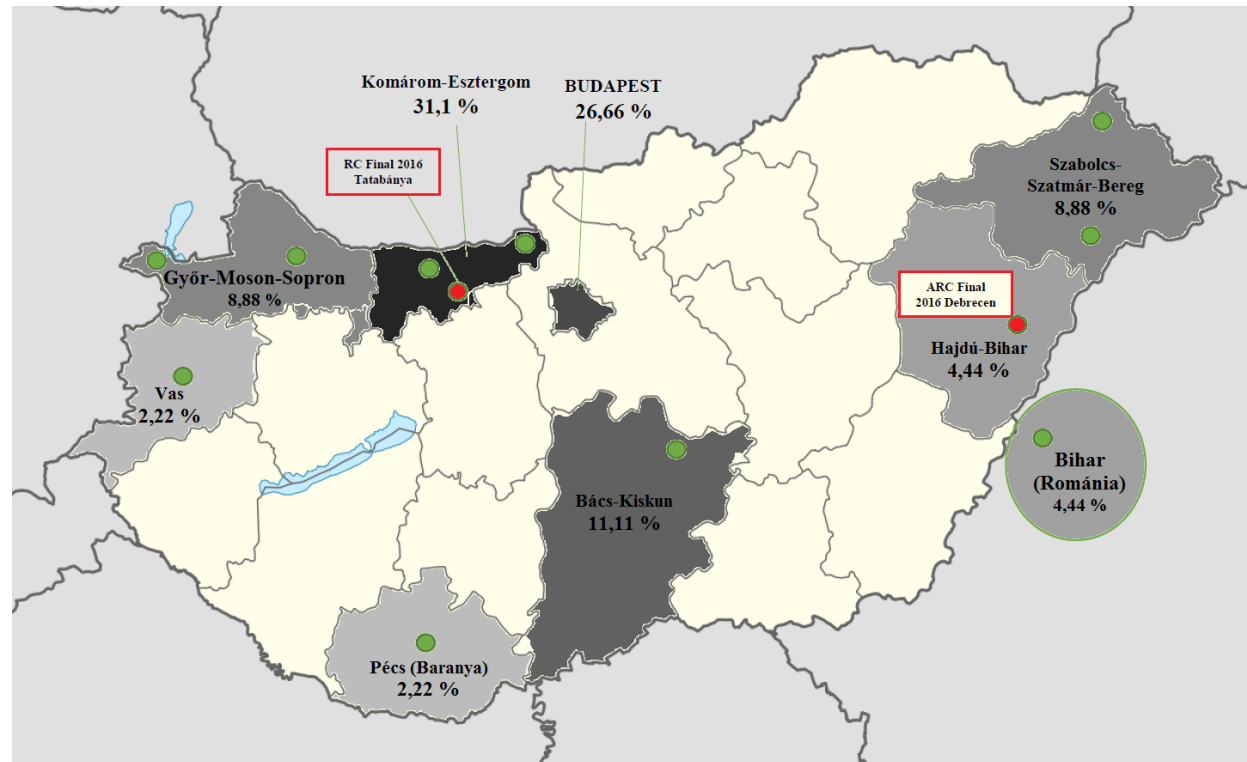 Komárom-Esztergom
31,1 %
BUDAPEST
26,66 %
RC Final 2016
Tatabánya
Szabolcs-
Szatmár-Bereg
8,88 %
Győr-Moson-Sopron
8,88 %
ARC Final
2016 Debrecen
Hajdú-Bihar
4,44 %
Vas
2,22 %
Bihar
(Románia)
4,44 %
Bács-Kiskun
11,11 %
Pécs (Baranya)
2,22 %